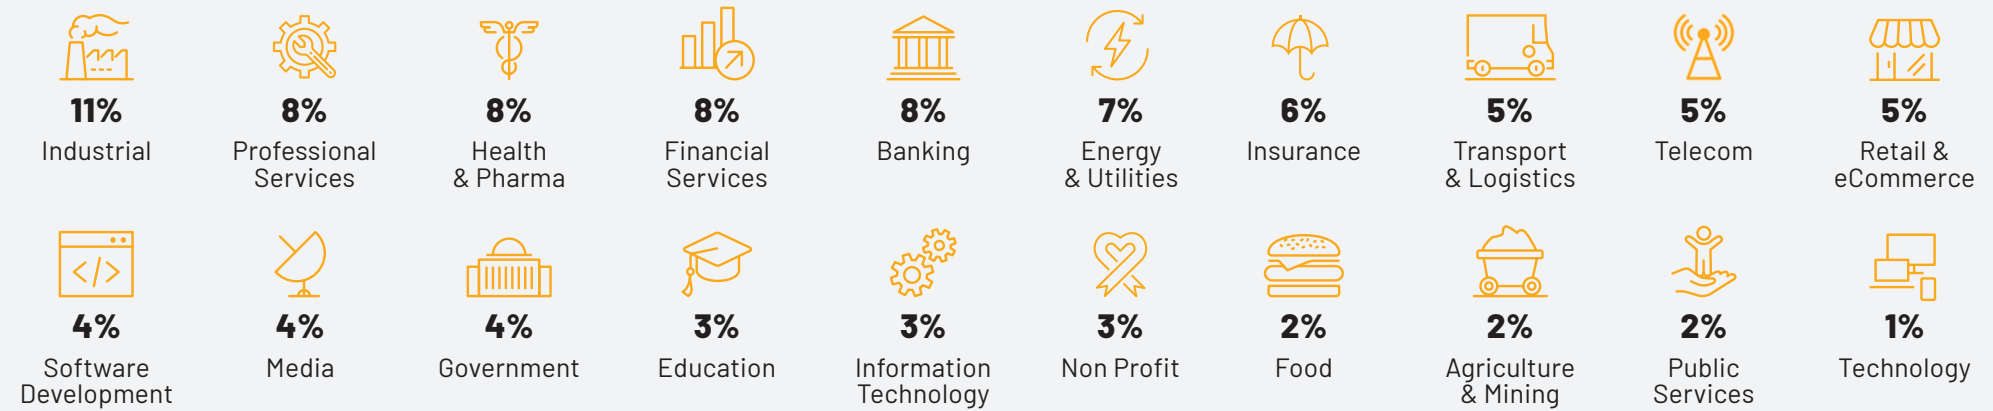 11%
Industrial
8%
Professional
Services
8%
Health
& Pharma
8%
Financial
Services
8%
Banking
7%
Energy
& Utilities
6%
Insurance
5%
Transport
& Logistics
5%
Telecom
5%
Retail &
eCommerce
</>
4%
Software
Development
4%
Media
4%
Government
3%
Education
3%
Information
Technology
3%
Non Profit
2%
Food
2%
Agriculture
& Mining
2%
Public
Services
1%
Technology